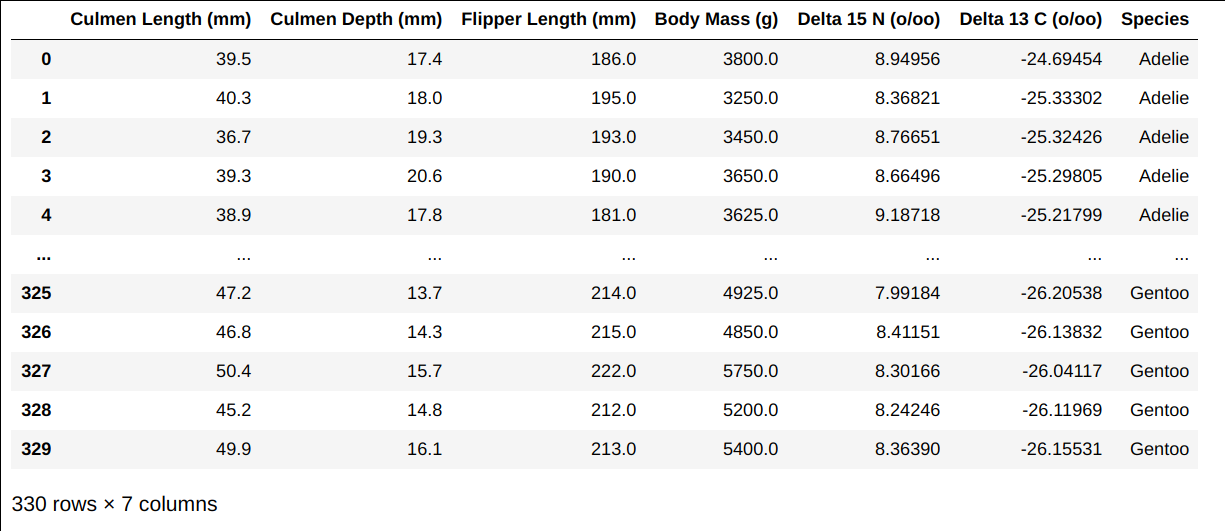 Culmen Length (mm) Culmen Depth (mm) Flipper Length (mm) Body Mass (g) Delta 15 N (o/oo) Delta 13 C (o/oo) Species
0 39.5 17.4 186.0 3800.0 8.94956 -24.69454 Adelie
1 40.3 18.0 195.0 3250.0 8.36821 -25.33302 Adelie
2 36.7 19.3 193.0 3450.0 8.76651 -25.32426 Adelie
3 39.3 20.6 190.0 3650.0 8.66496 -25.29805 Adelie
4 38.9 17.8 181.0 3625.0 9.18718 -25.21799 Adelie
... ... ... ... ... ... ... ...
325 47.2 13.7 214.0 4925.0 7.99184 -26.20538 Gentoo
326 46.8 14.3 215.0 4850.0 8.41151 -26.13832 Gentoo
327 50.4 15.7 222.0 5750.0 8.30166 -26.04117 Gentoo
328 45.2 14.8 212.0 5200.0 8.24246 -26.11969 Gentoo
329 49.9 16.1 213.0 5400.0 8.36390 -26.15531 Gentoo
330 rows × 7 columns